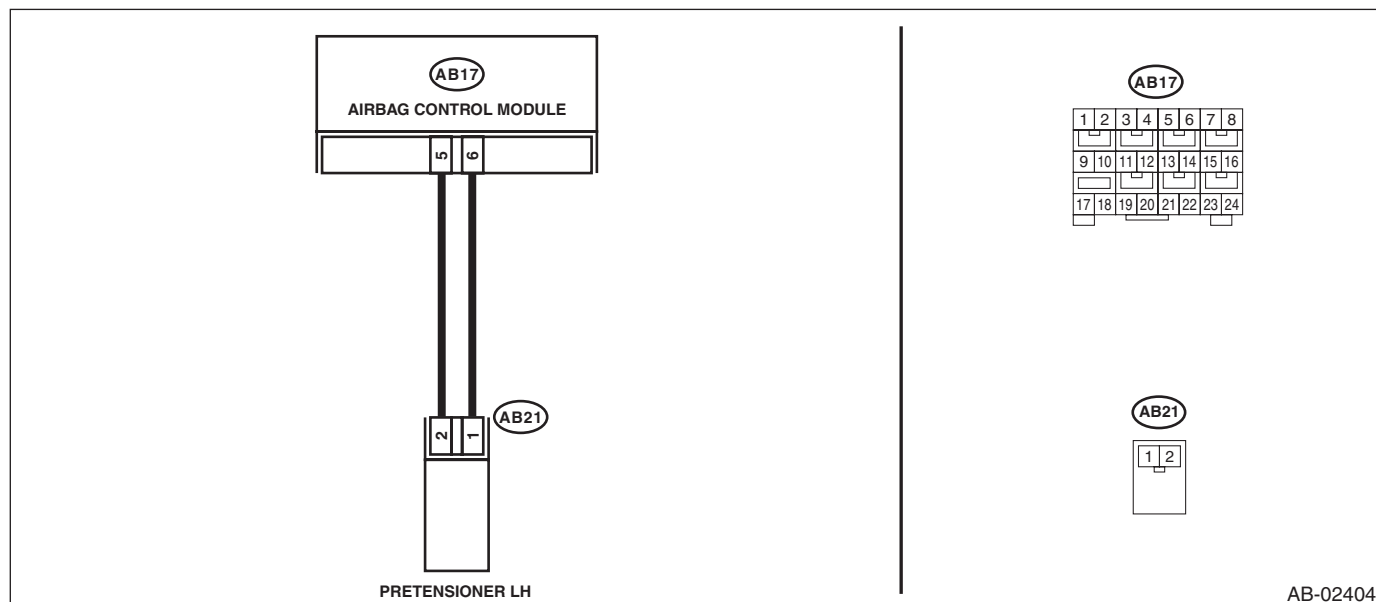 AB17
AIRBAG CONTROL MODULE
5 6
2 1
AB21
PRETENSIONER LH
AB17
1 2 3 4 5 6 7 8
9 10 11 12 13 14 15 16
17 18 19 20 21 22 23 24
AB21
1 2
AB-02404